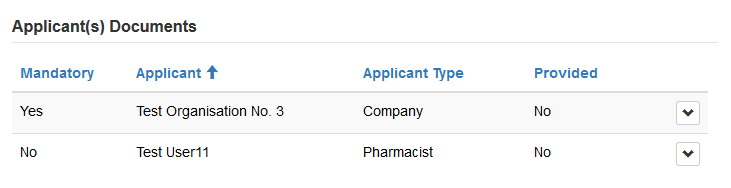 Applicant(s) Documents
Mandatory Applicant Applicant Type Provided
Yes Test Organisation No. 3 Company No
No Test User11 Pharmacist No